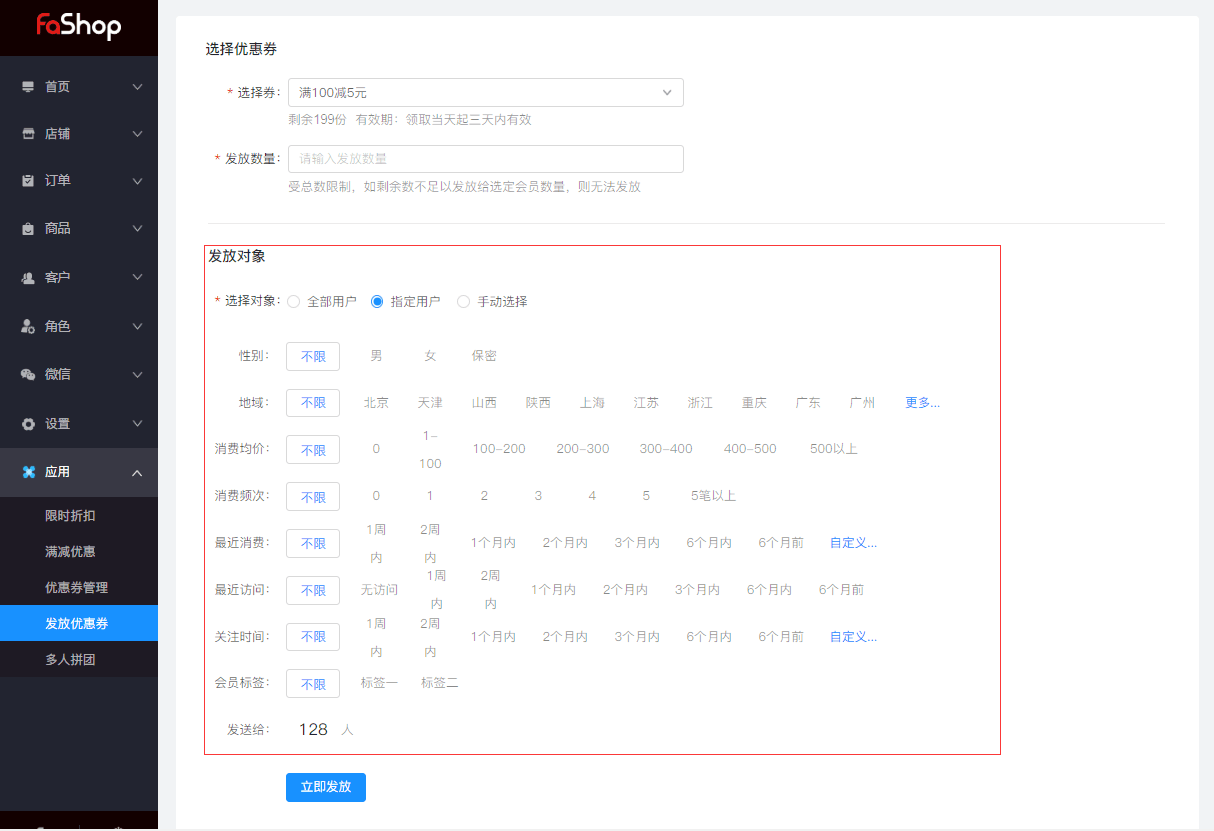 FaShop
首页
店铺
订单
商品
客户
角色
微信
设置
应用
限时折扣
满减优惠
优惠券管理
发放优惠券
多人拼团
选择优惠券
* 选择券: 满100减5元
剩余199份 有效期: 领取当天起三天内有效
* 发放数量: 请输入发放数量
受总数限制，如剩余数不足以发放给选定会员数量，则无法发放
发放对象
* 选择对象: 全部用户 指定用户 手动选择
性别: 不限 男 女 保密
地域: 不限 北京 天津 山西 陕西 上海 江苏 浙江 重庆 广东 广州 更多...
消费均价: 不限 0 1-100 100-200 200-300 300-400 400-500 500以上
消费频次: 不限 0 1 2 3 4 5 5笔以上
最近消费: 不限 1周内 2周内 1个月内 2个月内 3个月内 6个月内 6个月前 自定义...
最近访问: 不限 无访问 1周内 2周内 1个月内 2个月内 3个月内 6个月内 6个月前
关注时间: 不限 1周内 2周内 1个月内 2个月内 3个月内 6个月内 6个月前 自定义...
会员标签: 不限 标签一 标签二
发送给: 128 人
立即发放